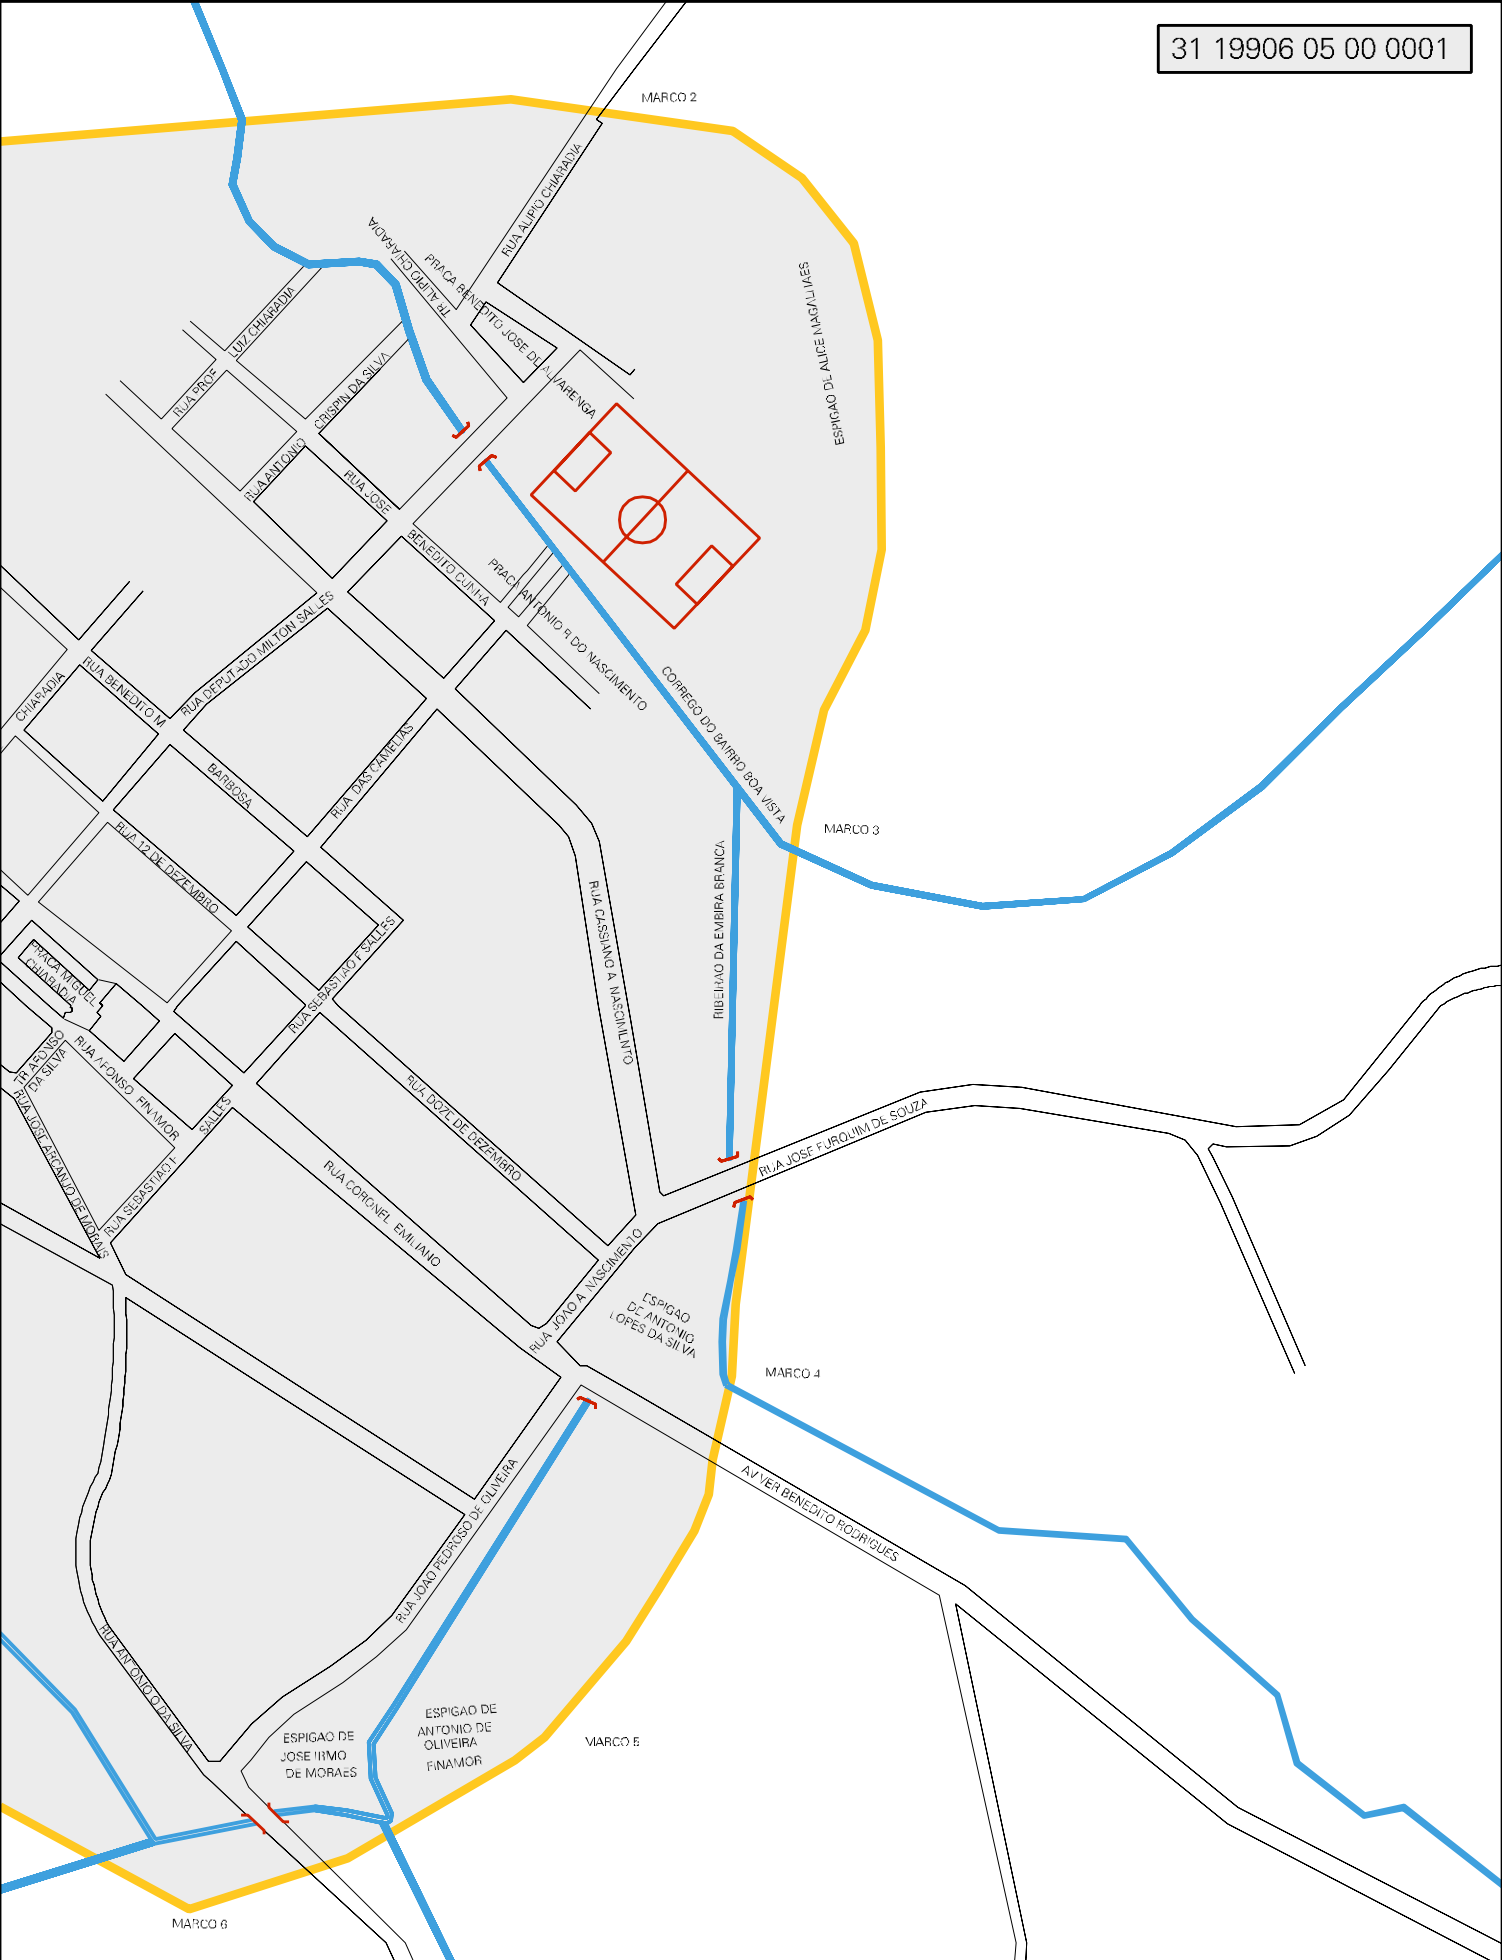 31 19906 05 00 0001
MARCO 2
RUA ALIPIO CHIARADIA
TR ALIPIO CHIARADIA
PRACA BENEDITO JOSE DE ALVARENGA
ESPIGAO DE ALICE MAGALHAES
RUA PROF LUIZ CHIARADIA
RUA ANTONIO CRISPIN DA SILVA
RUA JOSE BENEDITO CUNHA
PRACA ANTONIO R DO NASCIMENTO
RUA DEPUTADO MILTON SALLES
CORREGO DO BAIRRO BOA VISTA
CHIARADIA
RUA BENEDITO M BARBOSA
RUA DAS CAMELIAS
MARCO 3
RUA 12 DE DEZEMBRO
RIBEIRAO DA EMBIRA BRANCA
RUA CASSIANO A NASCIMENTO
PRACA MIGUEL
CHIARADIA
RUA SEBASTIAO F SALLES
TR AFONSO
DA SILVA
RUA AFONSO FINAMOR
RUA JOSE ARCANJO DE MORAIS
RUA DOZE DE DEZEMBRO
RUA JOSE FURQUIM DE SOUZA
RUA SEBASTIAO F SALLES
RUA CORONEL EMILIANO
RUA JOAO A NASCIMENTO
ESPIGAO
DE ANTONIO
LOPES DA SILVA
MARCO 4
AV VER BENEDITO RODRIGUES
RUA JOAO PEDROSO DE OLIVEIRA
RUA ANTONIO O DA SILVA
ESPIGAO DE
JOSE IRMO
DE MORAES
ESPIGAO DE
ANTONIO DE
OLIVEIRA
FINAMOR
MARCO 5
MARCO 6